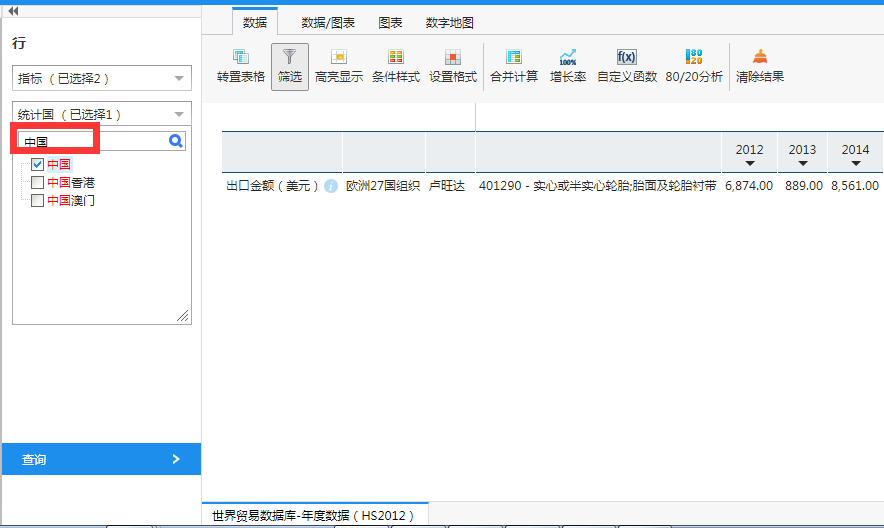 行
指标 （已选择2 ）
统计国 （已选择1 ）
中国
中国
中国香港
中国澳门
查询
数据 数据/图表 图表 数字地图
转置表格 筛选 高亮显示 条件样式 设置格式 合并计算 增长率 自定义函数 80/20分析 清除结果
2012 2013 2014
出口金额（美元） 欧洲27国组织 卢旺达 401290 - 实心或半实心轮胎;胎面及轮胎衬带 6,874.00 889.00 8,561.00
世界贸易数据库-年度数据（HS2012）